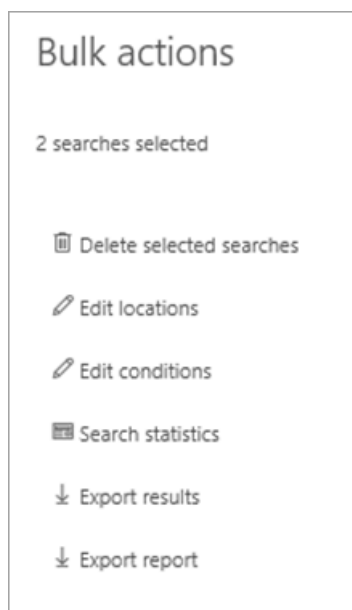 Bulk actions
2 searches selected
Delete selected searches
Edit locations
Edit conditions
Search statistics
Export results
Export report